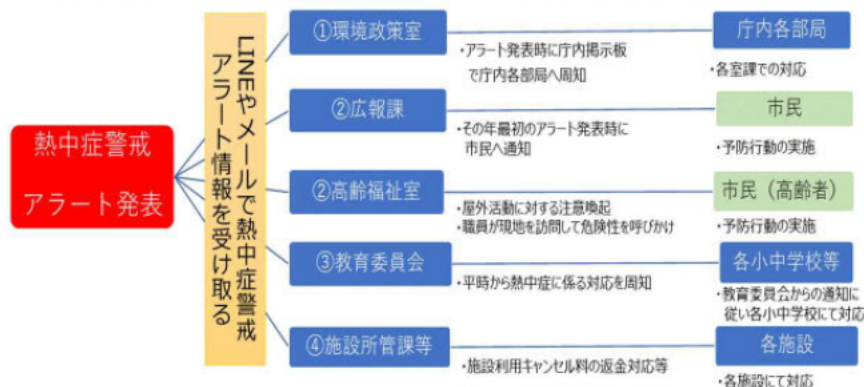 熱中症警戒
アラート発表
LINEやメールで熱中症警戒
アラート情報を受け取る
①環境政策室
・アラート発表時に庁内掲示板
で庁内各部局へ周知
庁内各部局
・各室課での対応
②広報課
・その年最初のアラート発表時に
市民へ通知
市民
・予防行動の実施
②高齢福祉室
・屋外活動に対する注意喚起
・職員が現地を訪問して危険性を呼びかけ
市民（高齢者）
・予防行動の実施
③教育委員会
・平時から熱中症に係る対応を周知
各小中学校等
・教育委員会からの通知に
従い各小中学校にて対応
④施設所管課等
・施設利用キャンセル料の返金対応等
各施設
・各施設にて対応